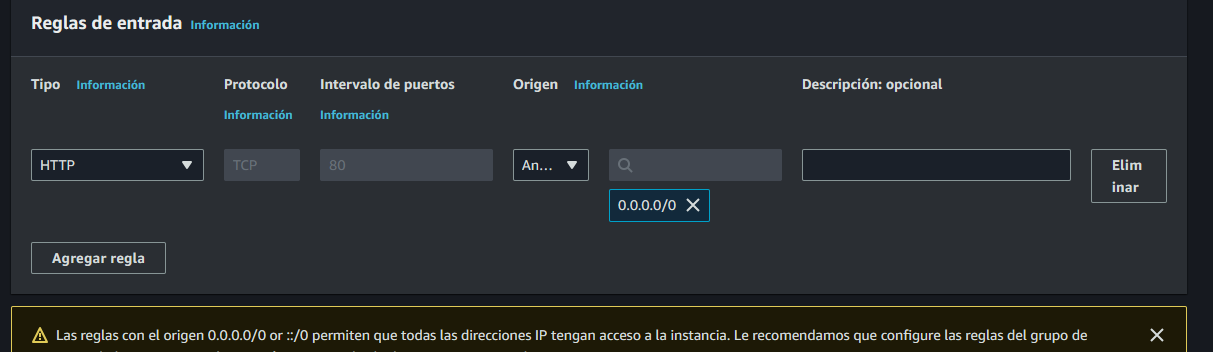 Reglas de entrada Información
Tipo Información Protocolo Intervalo de puertos Origen Información Descripción: opcional
Información Información
HTTP TCP 80 An...
Elim
inar
0.0.0.0/0
Agregar regla
Las reglas con el origen 0.0.0.0/0 or ::/0 permiten que todas las direcciones IP tengan acceso a la instancia. Le recomendamos que configure las reglas del grupo de